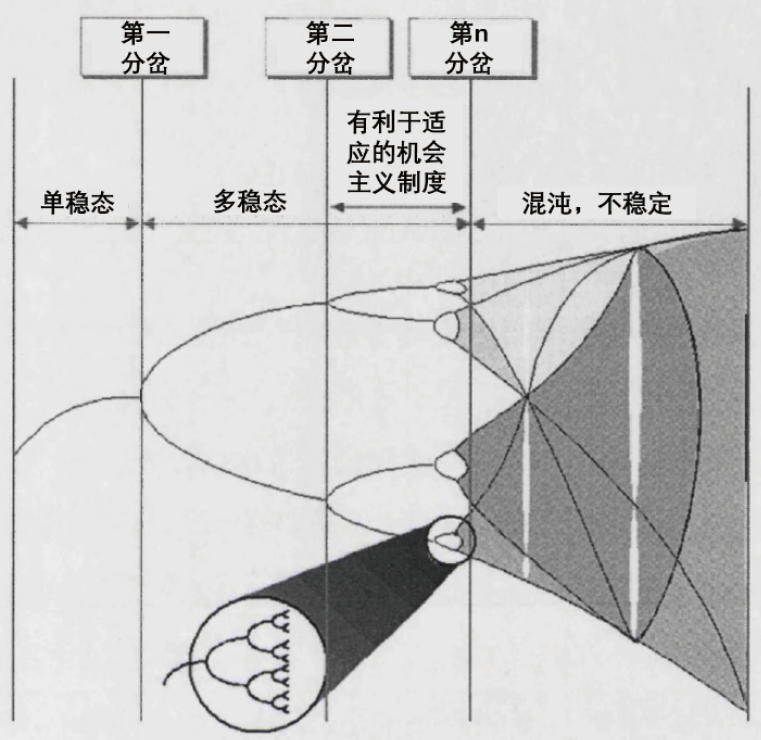 第一
分岔
第二
分岔
第n
分岔
有利于适
应的机会
主义制度
单稳态
多稳态
混沌，不稳定